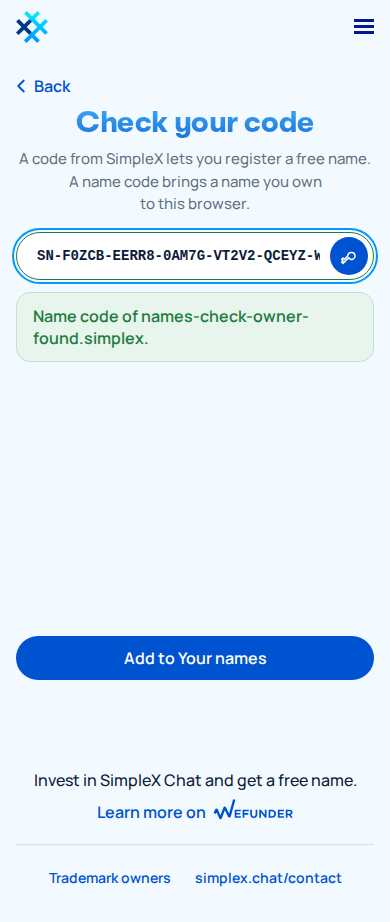 Back
Check your code
A code from SimpleX lets you register a free name.
A name code brings a name you own
to this browser.
SN-F0ZCB-EERR8-0AM7G-VT2V2-QCEYZ-W
Name code of names-check-owner-
found.simplex.
Add to Your names
Invest in SimpleX Chat and get a free name.
Learn more on WEFUNDER
Trademark owners simplex.chat/contact